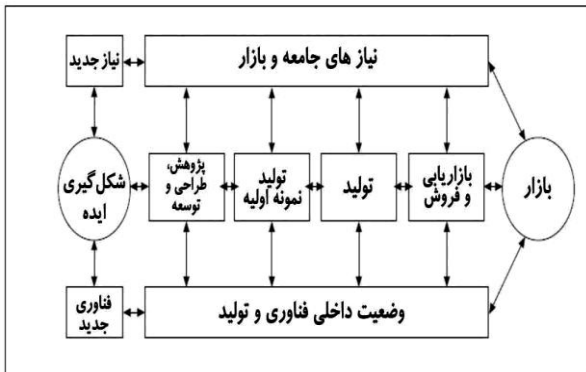 نیاز جدید
نیاز های جامعه و بازار
شکل‌گیری
ایده
پژوهش،
طراحی و
توسعه
تولید
نمونه اولیه
تولید
بازاریابی
و فروش
بازار
فناوری
جدید
وضعیت داخلی فناوری و تولید